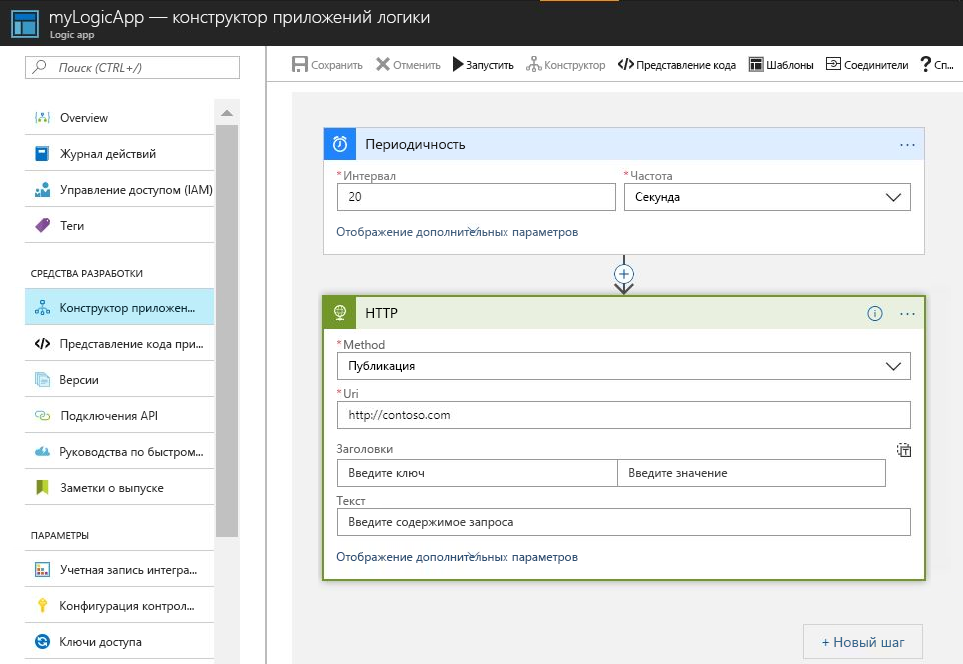 myLogicApp — конструктор приложений логики
Logic app
Поиск (CTRL+/)
Overview
Журнал действий
Управление доступом (IAM)
Теги
СРЕДСТВА РАЗРАБОТКИ
Конструктор приложен...
Представление кода при...
Версии
Подключения API
Руководства по быстром...
Заметки о выпуске
ПАРАМЕТРЫ
Учетная запись интегра...
Конфигурация контрол...
Ключи доступа
Сохранить Отменить Запустить Конструктор Представление кода Шаблоны Соединители Сп...
Периодичность
*Интервал *Частота
20 Секунда
Отображение дополнительных параметров
HTTP
*Method
Публикация
*Uri
http://contoso.com
Заголовки
Введите ключ Введите значение
Текст
Введите содержимое запроса
Отображение дополнительных параметров
+ Новый шаг